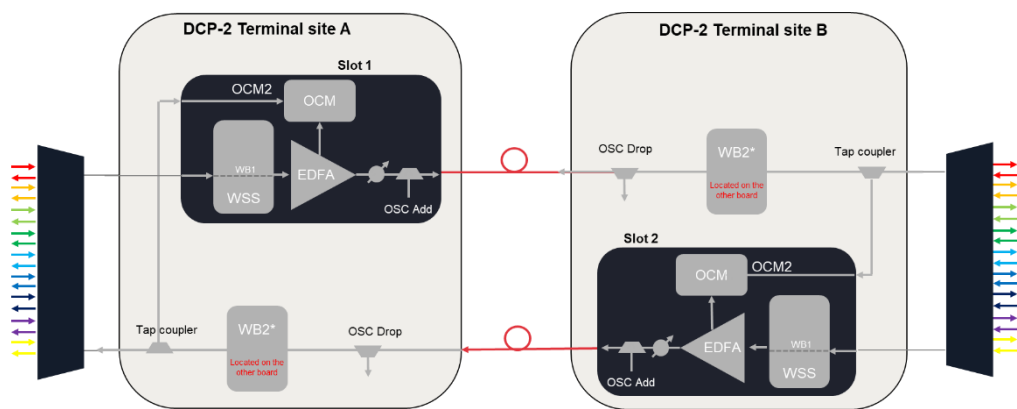 DCP-2 Terminal site A
Slot 1
OCM2
OCM
WB1
WSS
EDFA
OSC Add
Tap coupler
WB2*
Located on the
other board
OSC Drop
DCP-2 Terminal site B
OSC Drop
WB2*
Located on the
other board
Tap coupler
Slot 2
OCM
OCM2
EDFA
WB1
WSS
OSC Add